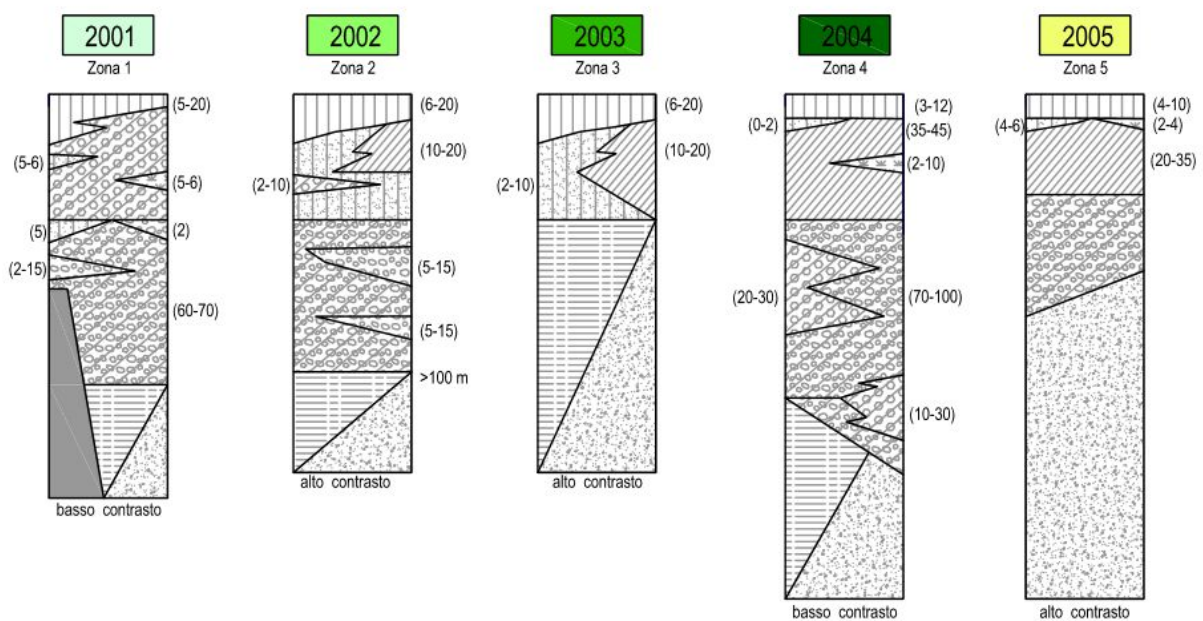 2001
Zona 1
(5-20)
(5-6)
(5-6)
(5)
(2)
(2-15)
(60-70)
basso contrasto
2002
Zona 2
(6-20)
(10-20)
(2-10)
(5-15)
(5-15)
>100 m
alto contrasto
2003
Zona 3
(6-20)
(10-20)
(2-10)
alto contrasto
2004
Zona 4
(3-12)
(0-2)
(35-45)
(2-10)
(20-30)
(70-100)
(10-30)
basso contrasto
2005
Zona 5
(4-10)
(4-6)
(2-4)
(20-35)
alto contrasto